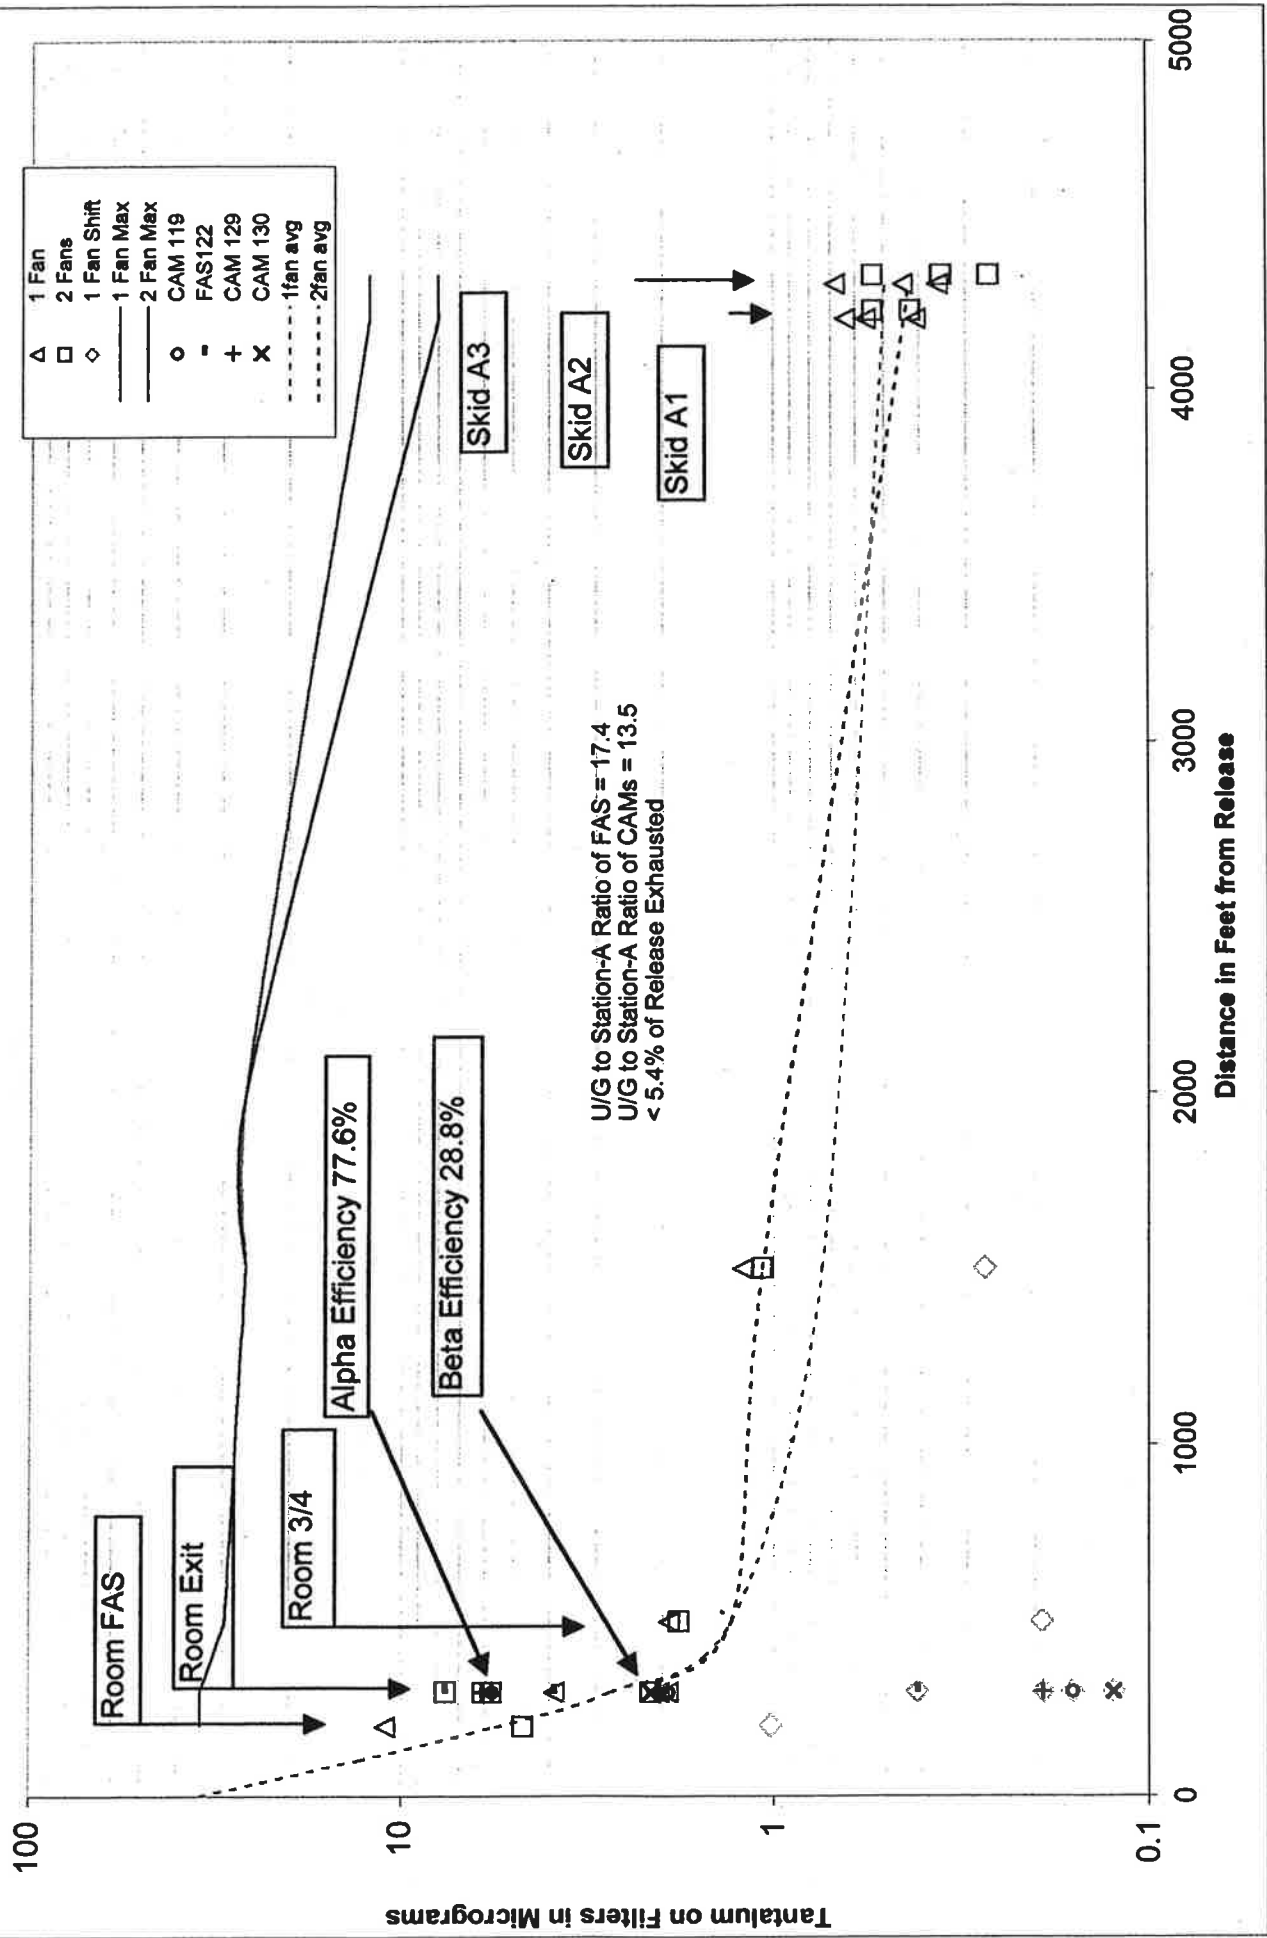 100
10
1
0.1
Tantalum on Filters in Micrograms
0
1000
2000
3000
4000
5000
Distance in Feet from Release
Room FAS
Room Exit
Room 3/4
Alpha Efficiency 77.6%
Beta Efficiency 28.8%
U/G to Station-A Ratio of FAS = 17.4
U/G to Station-A Ratio of CAMs = 13.5
< 5.4% of Release Exhausted
Skid A3
Skid A2
Skid A1
1 Fan
2 Fans
1 Fan Shift
1 Fan Max
2 Fan Max
CAM 119
FAS122
CAM 129
CAM 130
1fan avg
2fan avg